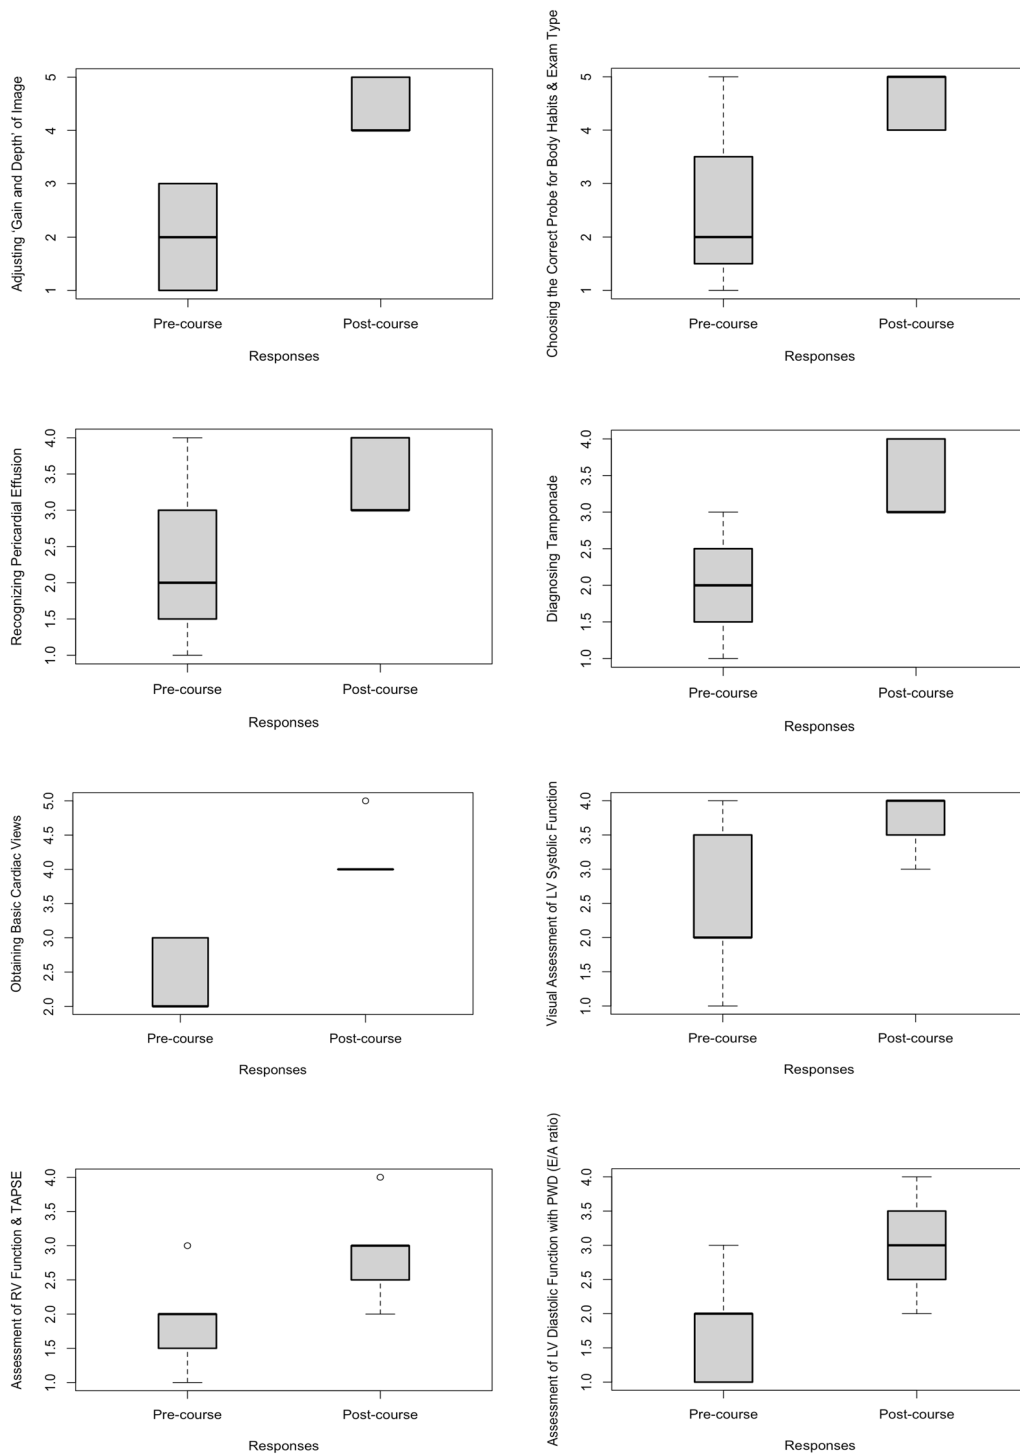 Adjusting ‘Gain and Depth’ of Image
5
4
3
2
1
Pre-course Post-course
Responses
Choosing the Correct Probe for Body Habits & Exam Type
5
4
3
2
1
Pre-course Post-course
Responses
Recognizing Pericardial Effusion
4.0
3.5
3.0
2.5
2.0
1.5
1.0
Pre-course Post-course
Responses
Diagnosing Tamponade
4.0
3.5
3.0
2.5
2.0
1.5
1.0
Pre-course Post-course
Responses
Obtaining Basic Cardiac Views
5.0
4.5
4.0
3.5
3.0
2.5
2.0
Pre-course Post-course
Responses
Visual Assessment of LV Systolic Function
4.0
3.5
3.0
2.5
2.0
1.5
1.0
Pre-course Post-course
Responses
Assessment of RV Function & TAPSE
4.0
3.5
3.0
2.5
2.0
1.5
1.0
Pre-course Post-course
Responses
Assessment of LV Diastolic Function with PWD (E/A ratio)
4.0
3.5
3.0
2.5
2.0
1.5
1.0
Pre-course Post-course
Responses